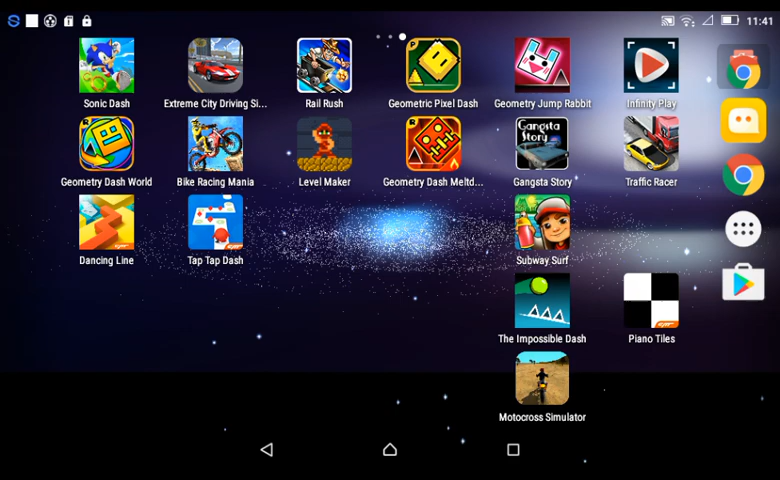 11:41
Sonic Dash
Extreme City Driving Si...
Rail Rush
Geometric Pixel Dash
Geometry Jump Rabbit
Infinity Play
Geometry Dash World
Bike Racing Mania
Level Maker
Geometry Dash Meltd...
Gangsta Story
Gangsta Story
Traffic Racer
Dancing Line
Tap Tap Dash
Subway Surf
The Impossible Dash
Piano Tiles
Motocross Simulator